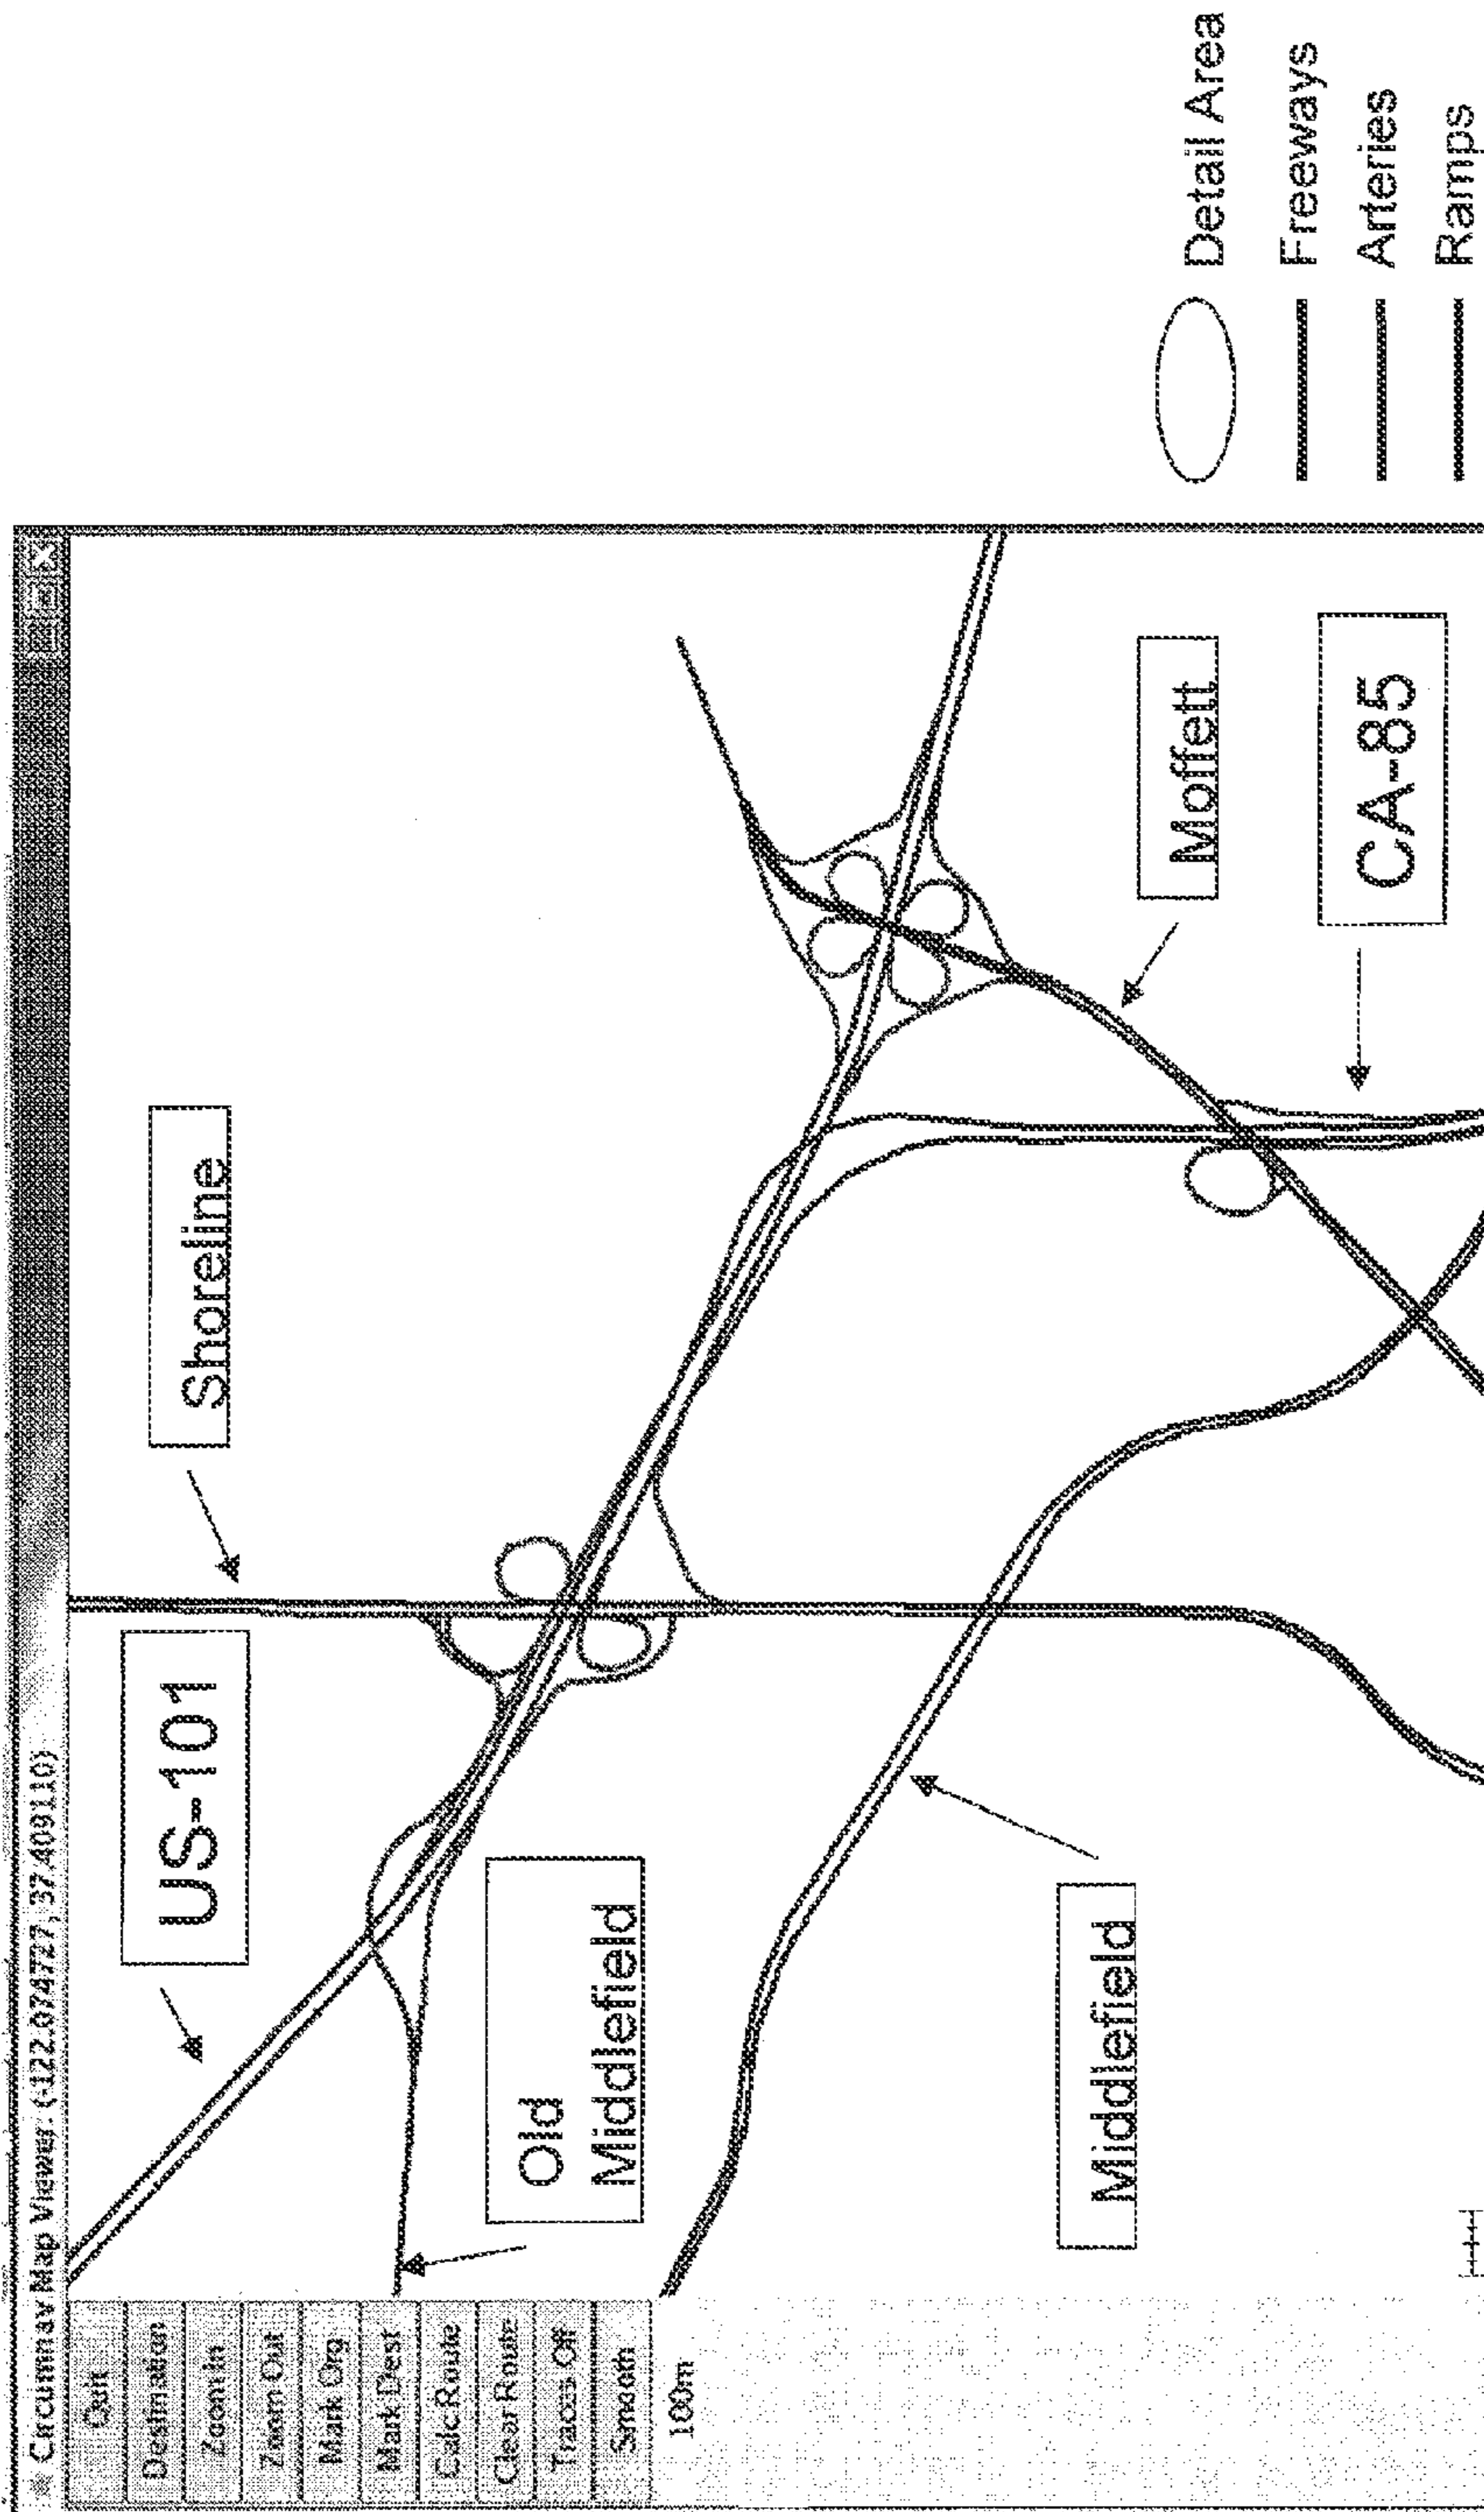 Circumnav Map Viewer: (-122.074727, 37.409110)
Quit
Destination
Zoom In
Zoom Out
Mark Org
Mark Dest
Calc Route
Clear Route
Traces Off
Smooth
100m
US-101
Shoreline
Old
Middlefield
Middlefield
Moffett
CA-85
Detail Area
Freeways
Arteries
Ramps